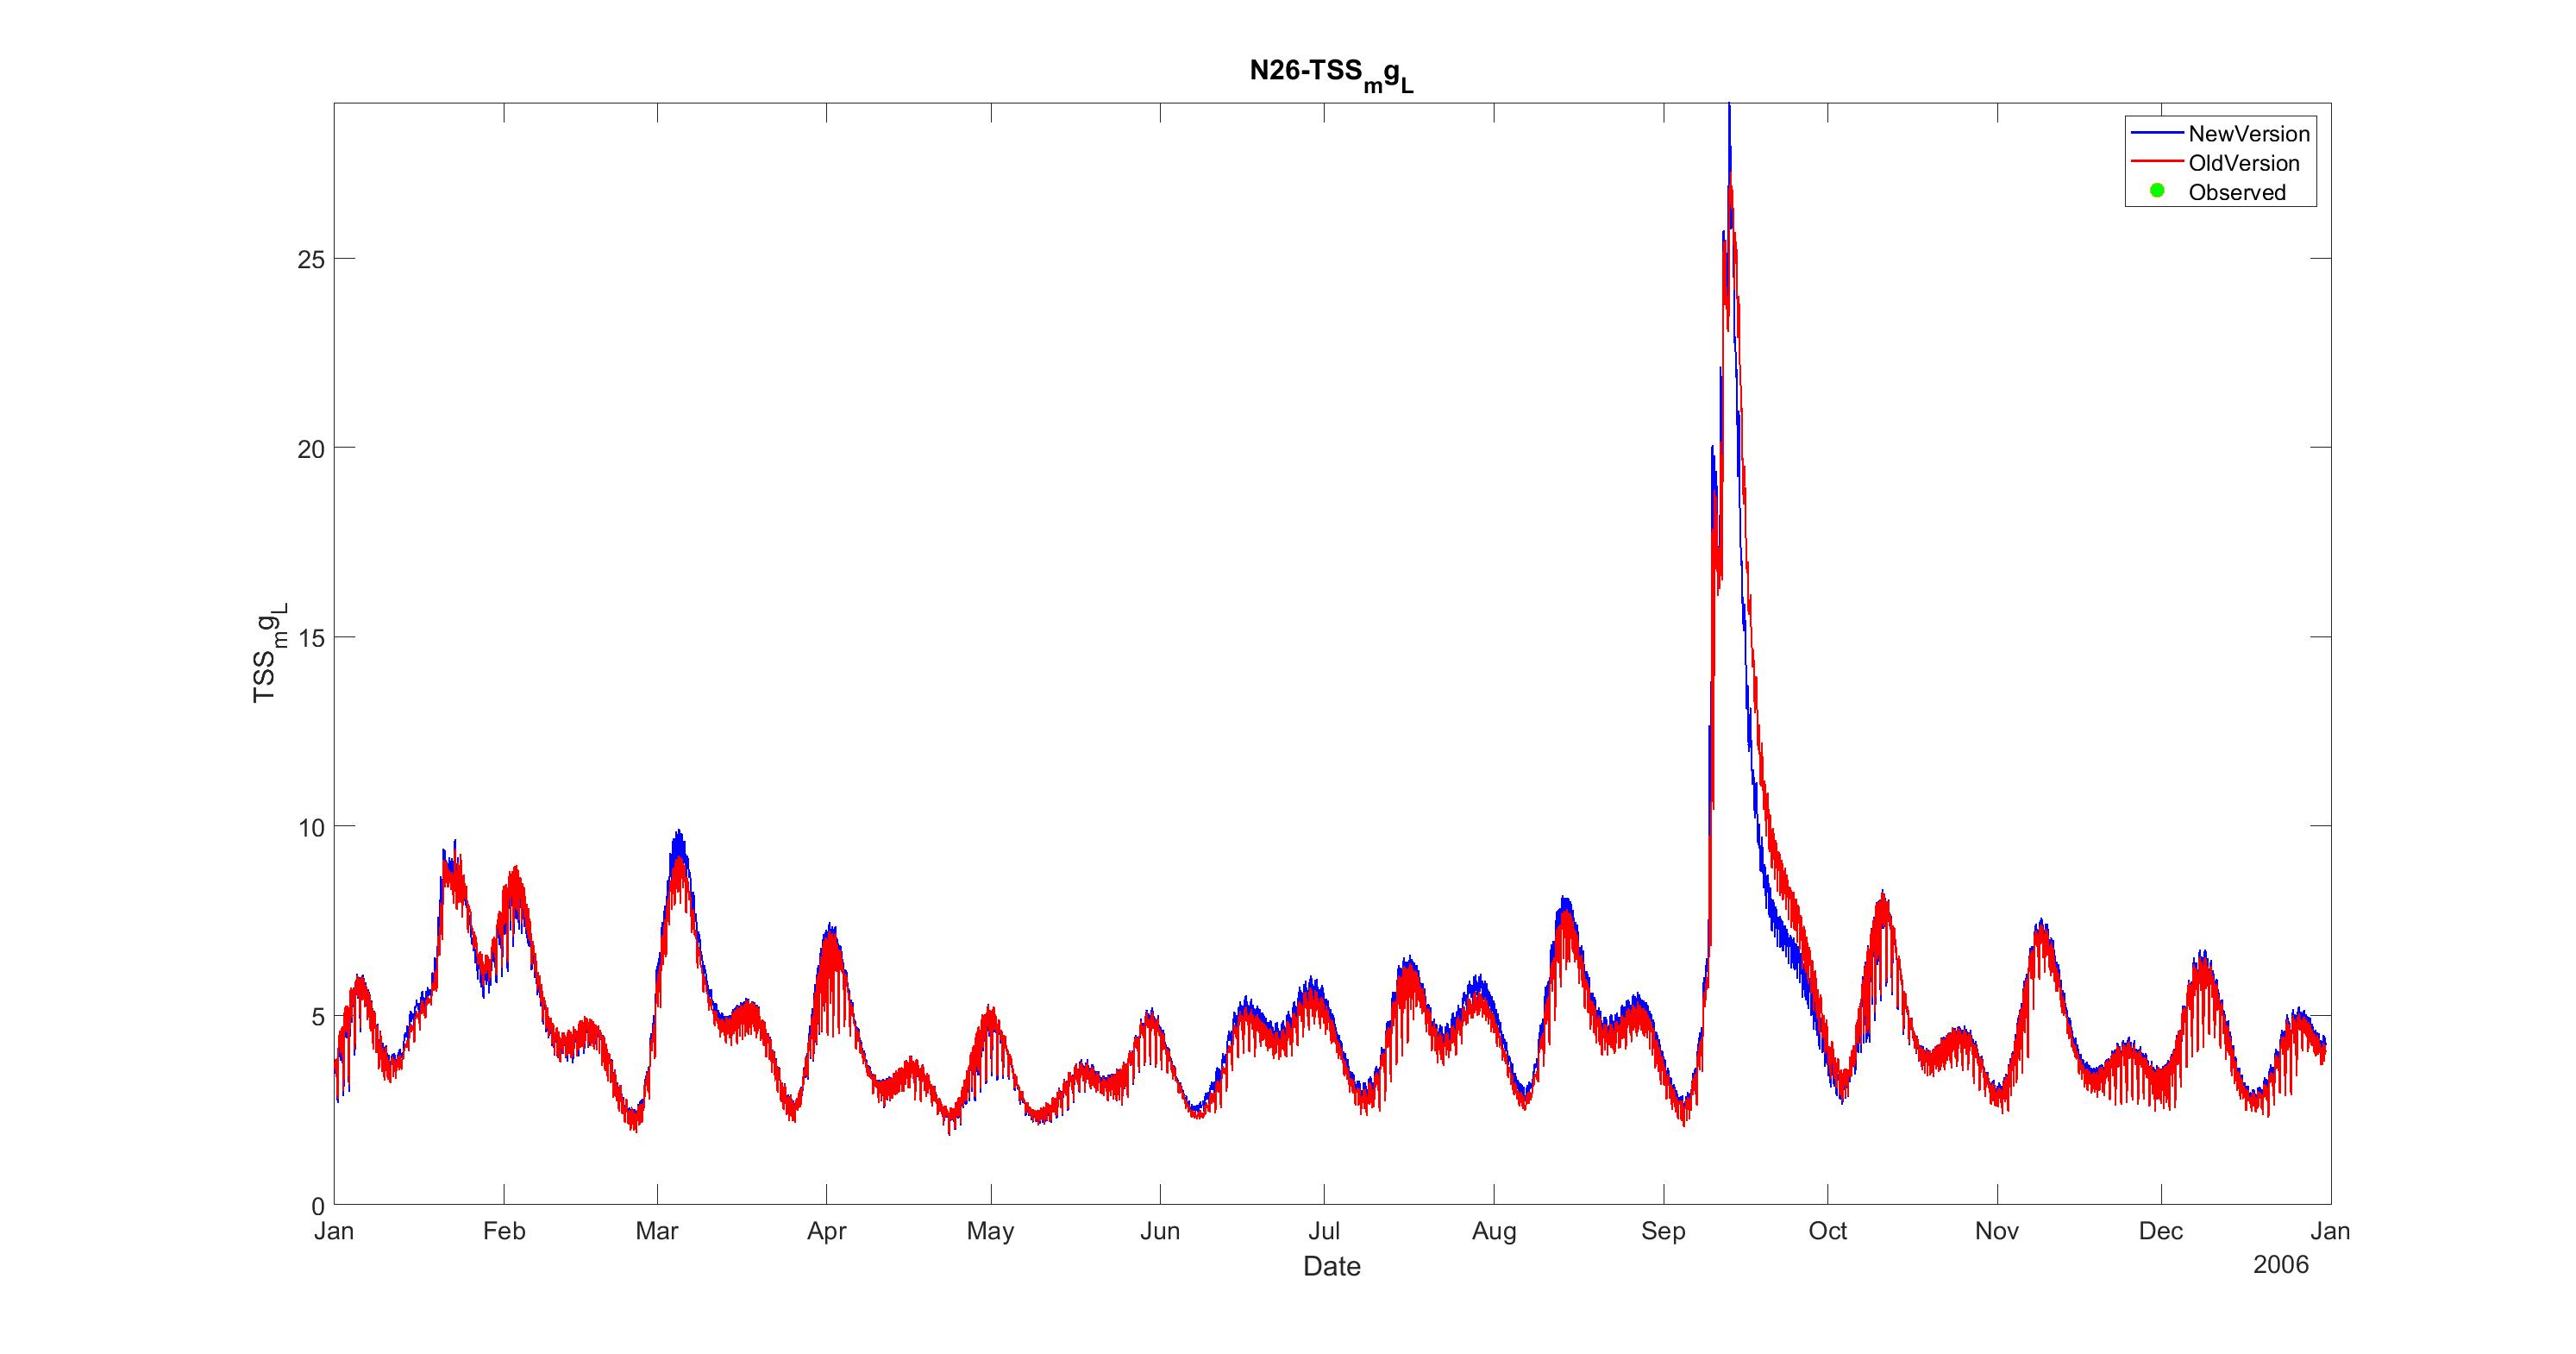 N26-TSSmgL
NewVersion
OldVersion
Observed
TSSmgL
25
20
15
10
5
0
Jan Feb Mar Apr May Jun Jul Aug Sep Oct Nov Dec Jan
Date
2006